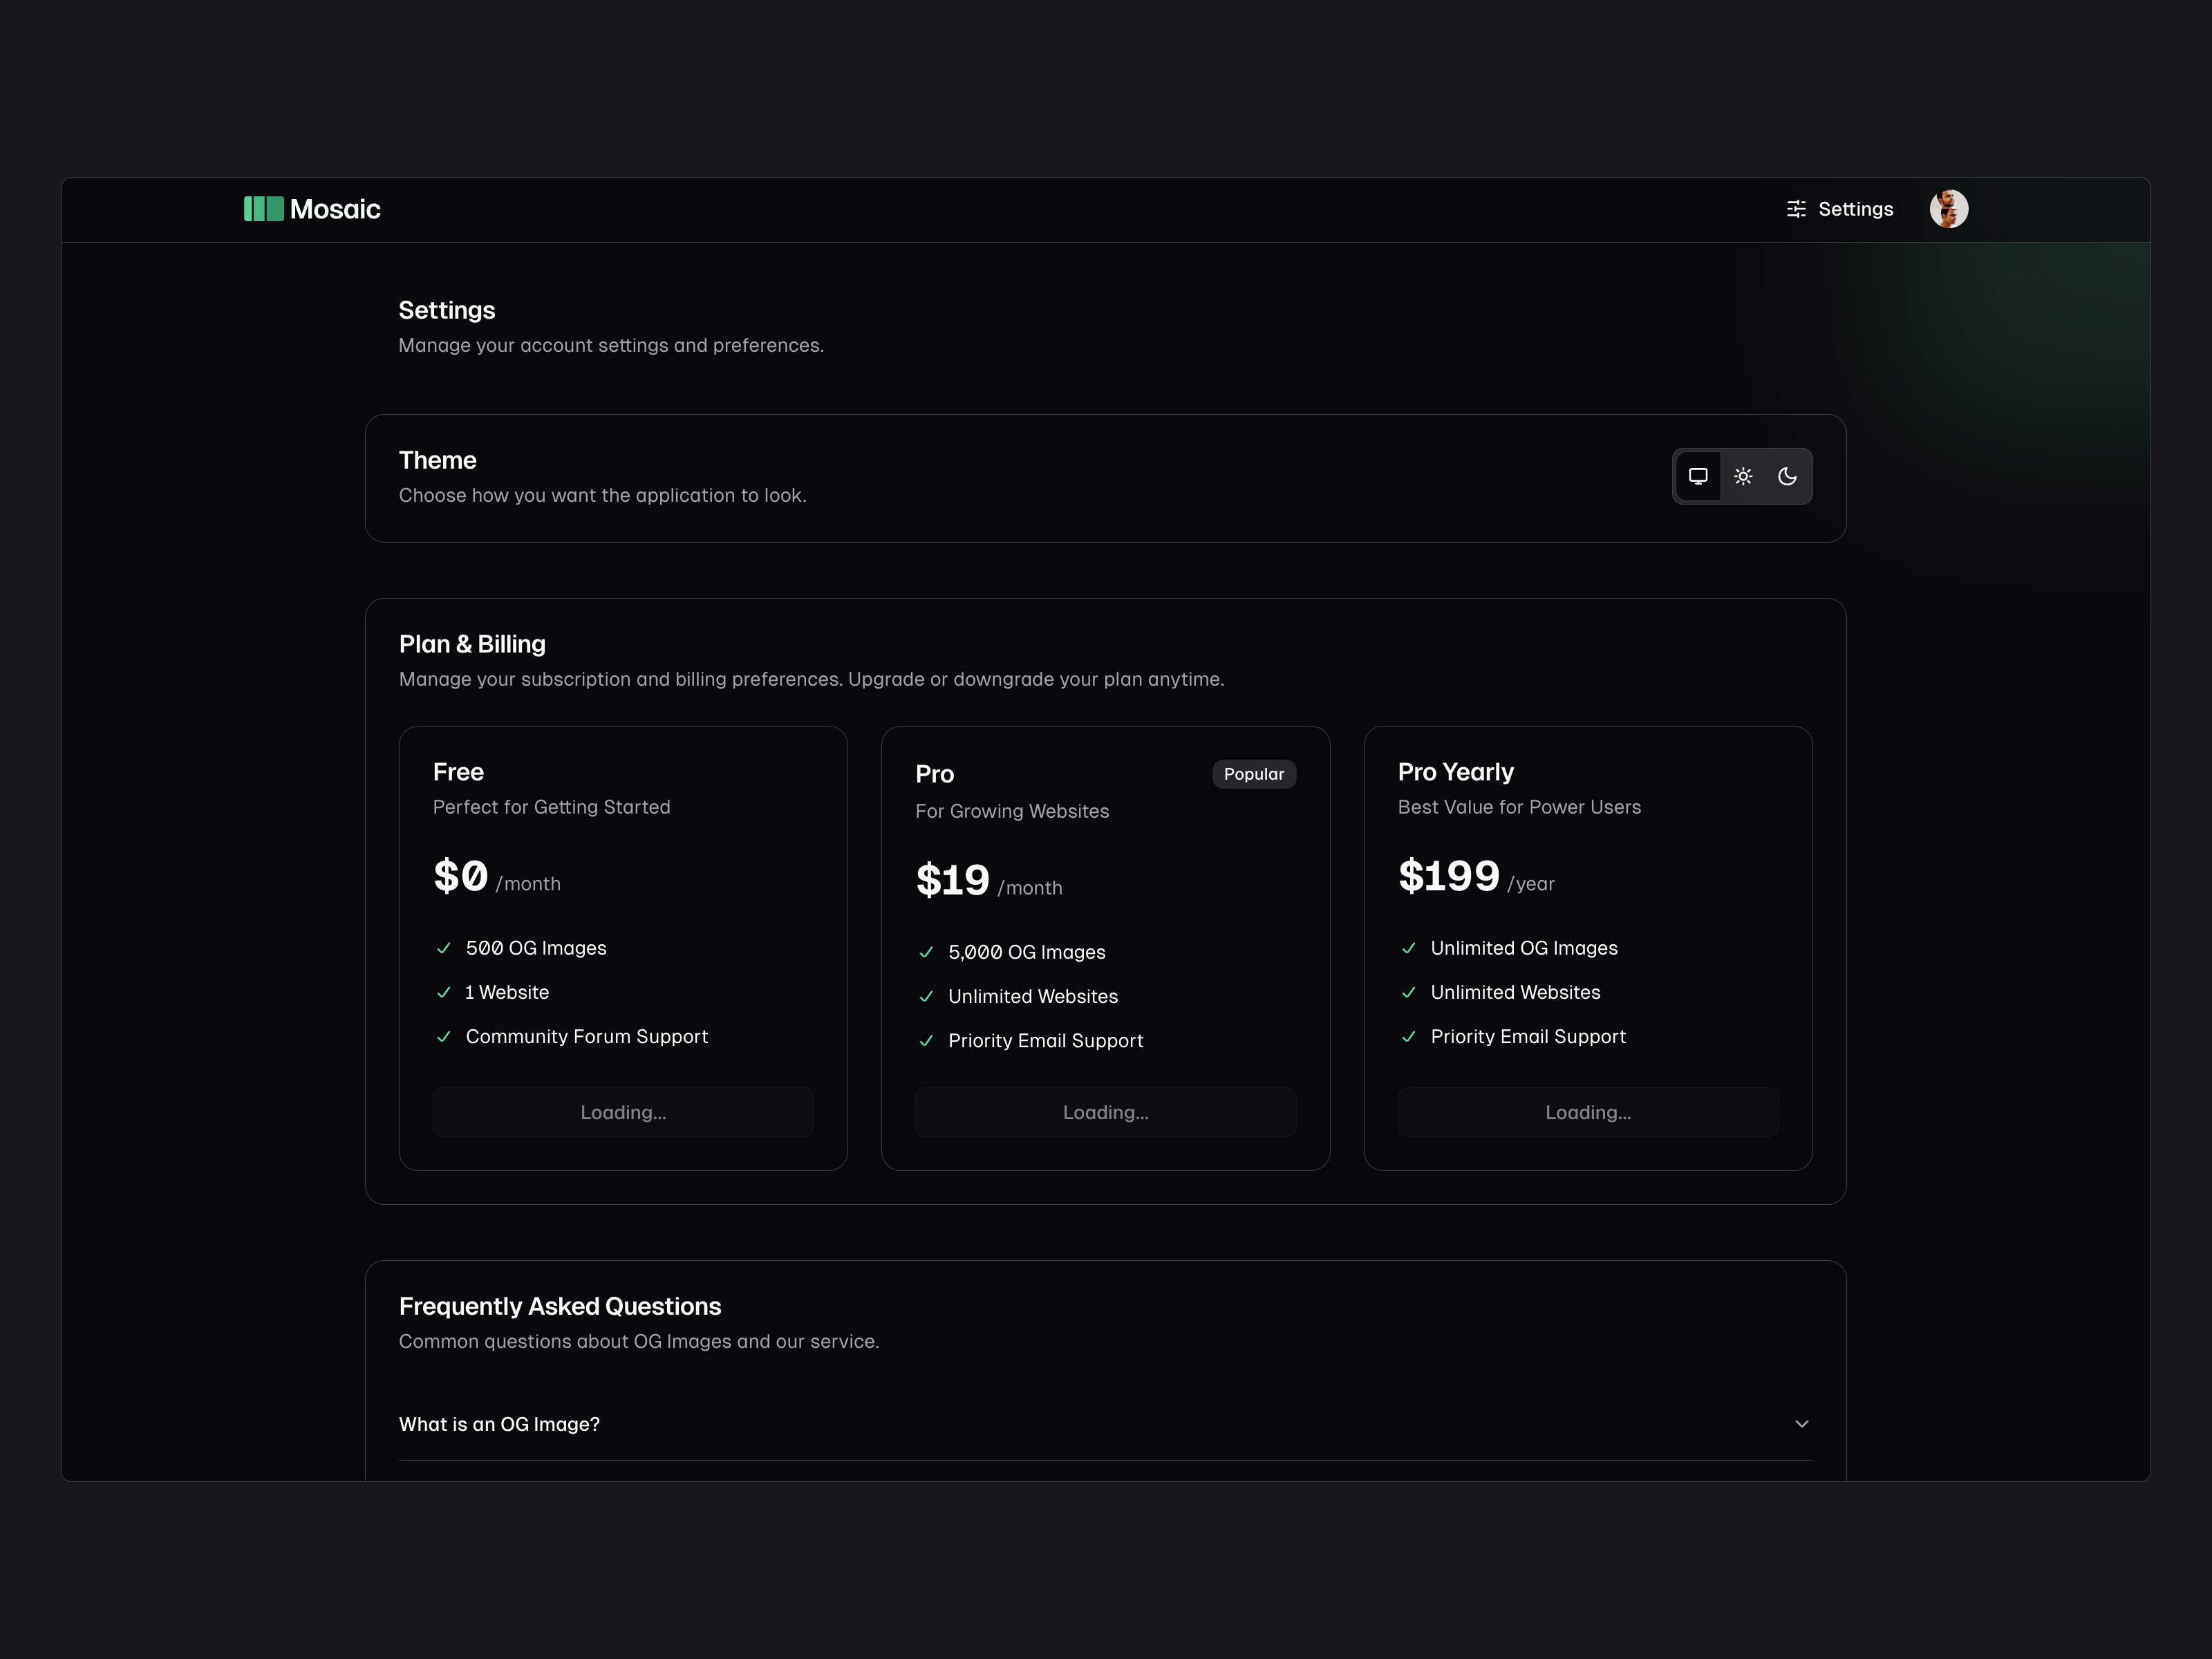 Mosaic
Settings
Settings
Manage your account settings and preferences.
Theme
Choose how you want the application to look.
Plan & Billing
Manage your subscription and billing preferences. Upgrade or downgrade your plan anytime.
Free
Perfect for Getting Started
$0 /month
500 OG Images
1 Website
Community Forum Support
Loading...
Pro
Popular
For Growing Websites
$19 /month
5,000 OG Images
Unlimited Websites
Priority Email Support
Loading...
Pro Yearly
Best Value for Power Users
$199 /year
Unlimited OG Images
Unlimited Websites
Priority Email Support
Loading...
Frequently Asked Questions
Common questions about OG Images and our service.
What is an OG Image?